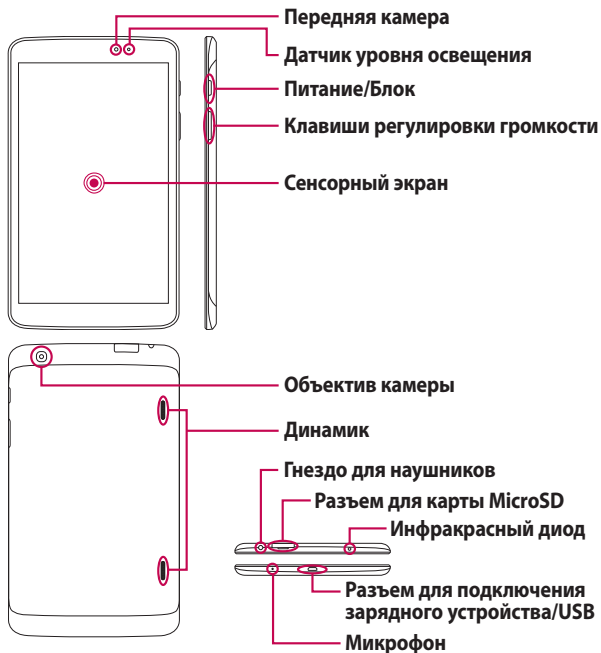 Передняя камера
Датчик уровня освещения
Питание/Блок
Клавиши регулировки громкости
Сенсорный экран
Объектив камеры
Динамик
Гнездо для наушников
Разъем для карты MicroSD
Инфракрасный диод
Разъем для подключения
зарядного устройства/USB
Микрофон